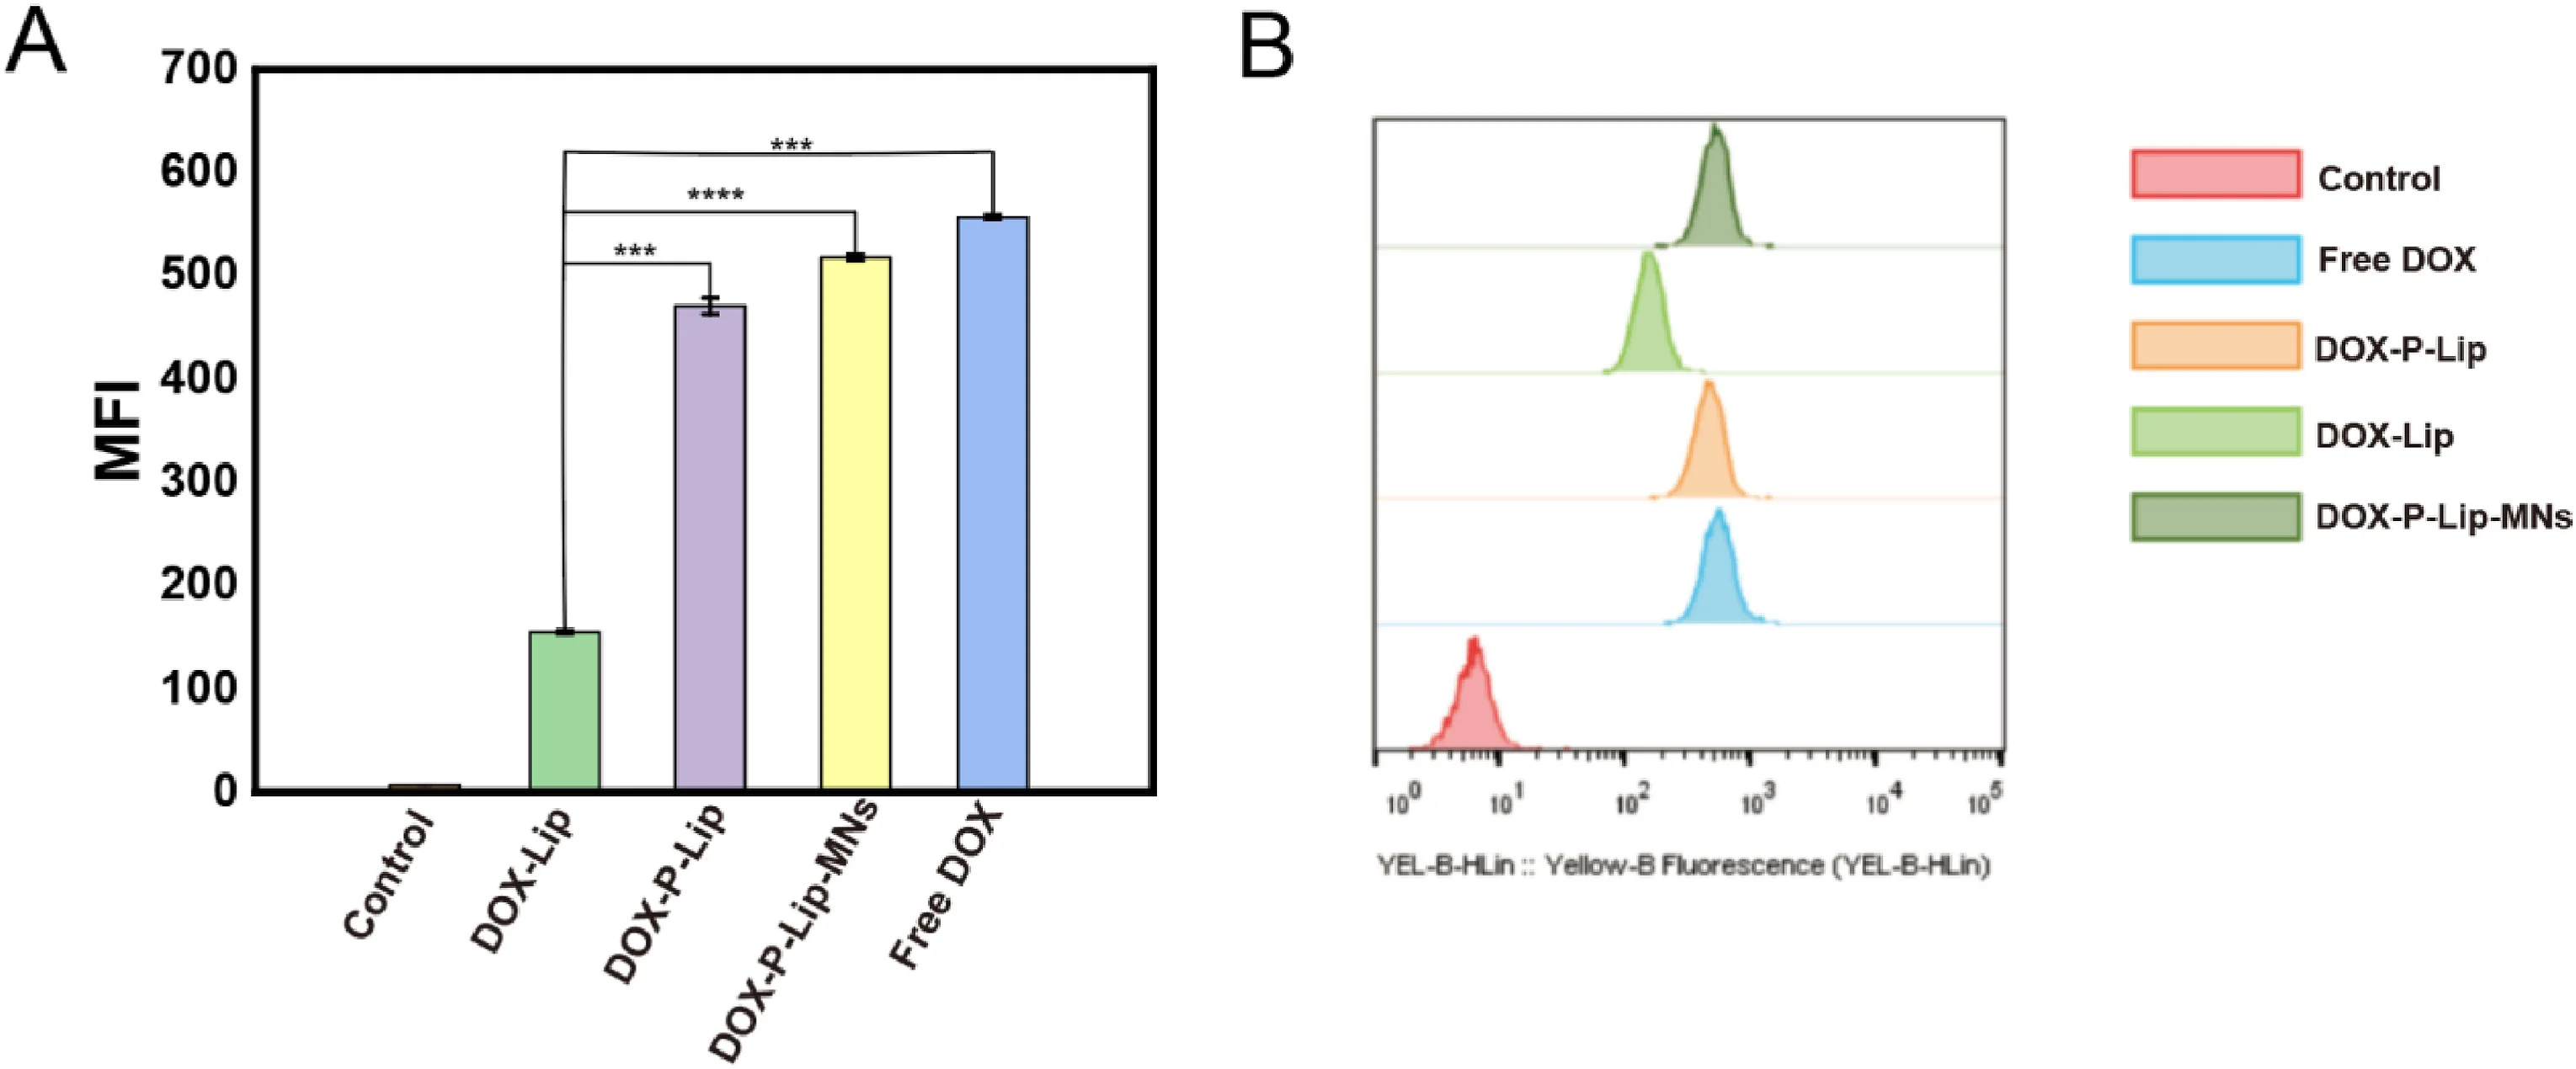 A
B
700
600
500
400
300
200
100
0
MFI
***
****
***
Control
DOX-Lip
DOX-P-Lip
DOX-P-Lip-MNs
Free DOX
10^0 10^1 10^2 10^3 10^4 10^5
YEL-B-HLin :: Yellow-B Fluorescence (YEL-B-HLin)
Control
Free DOX
DOX-P-Lip
DOX-Lip
DOX-P-Lip-MNs